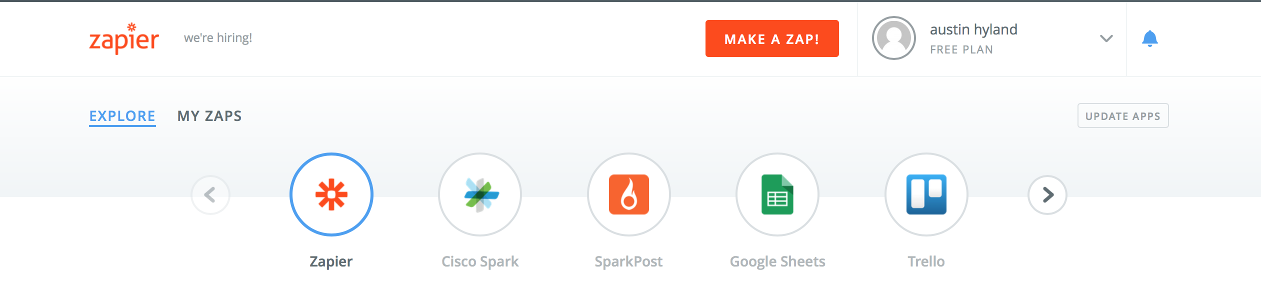 zapier
we're hiring!
MAKE A ZAP!
austin hyland
FREE PLAN
EXPLORE
MY ZAPS
UPDATE APPS
Zapier
Cisco Spark
SparkPost
Google Sheets
Trello